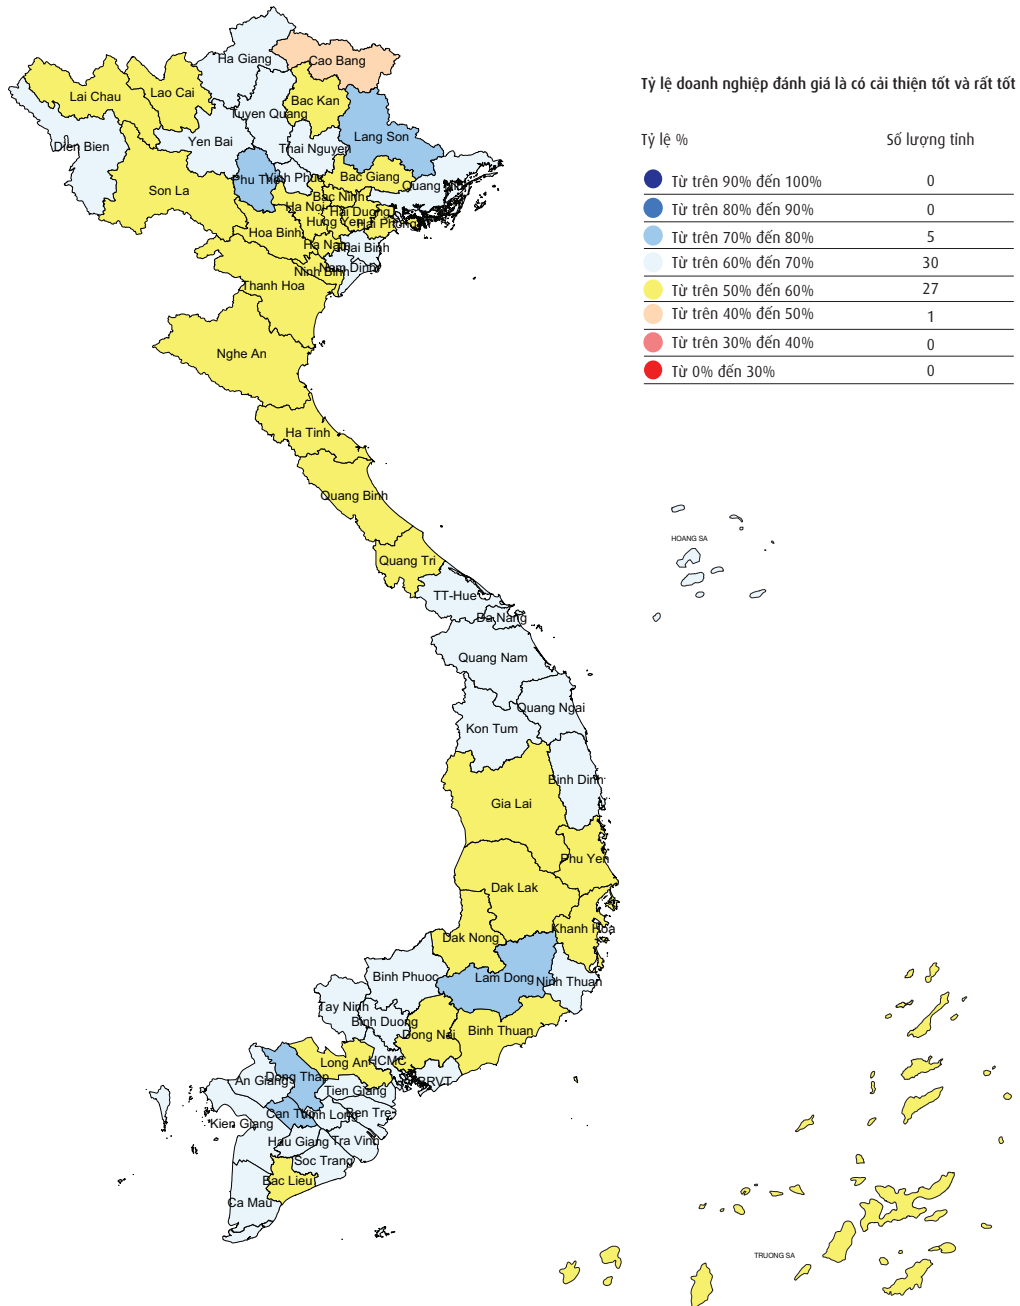 Tỷ lệ doanh nghiệp đánh giá là có cải thiện tốt và rất tốt
Tỷ lệ % Số lượng tỉnh
Từ trên 90% đến 100% 0
Từ trên 80% đến 90% 0
Từ trên 70% đến 80% 5
Từ trên 60% đến 70% 30
Từ trên 50% đến 60% 27
Từ trên 40% đến 50% 1
Từ trên 30% đến 40% 0
Từ 0% đến 30% 0
Ha Giang
Cao Bang
Lai Chau
Lao Cai
Bac Kan
Tuyen Quang
Lang Son
Dien Bien
Yen Bai
Thai Nguyen
Phu Tho
Vinh Phuc
Bac Giang
Quang Ninh
Son La
Bac Ninh
Ha Noi
Hai Duong
Hung Yen
Hai Phong
Hoa Binh
Ha Nam
Thai Binh
Nam Dinh
Ninh Binh
Thanh Hoa
Nghe An
Ha Tinh
Quang Binh
Quang Tri
HOANG SA
TT-Hue
Da Nang
Quang Nam
Quang Ngai
Kon Tum
Binh Dinh
Gia Lai
Phu Yen
Dak Lak
Khanh Hoa
Dak Nong
Binh Phuoc
Lam Dong
Ninh Thuan
Tay Ninh
Binh Duong
Dong Nai
Binh Thuan
Long An
HCMC
BRVT
An Giang
Dong Thap
Tien Giang
Kien Giang
Can Tho
Vinh Long
Ben Tre
Hau Giang
Tra Vinh
Soc Trang
Bac Lieu
Ca Mau
TRUONG SA